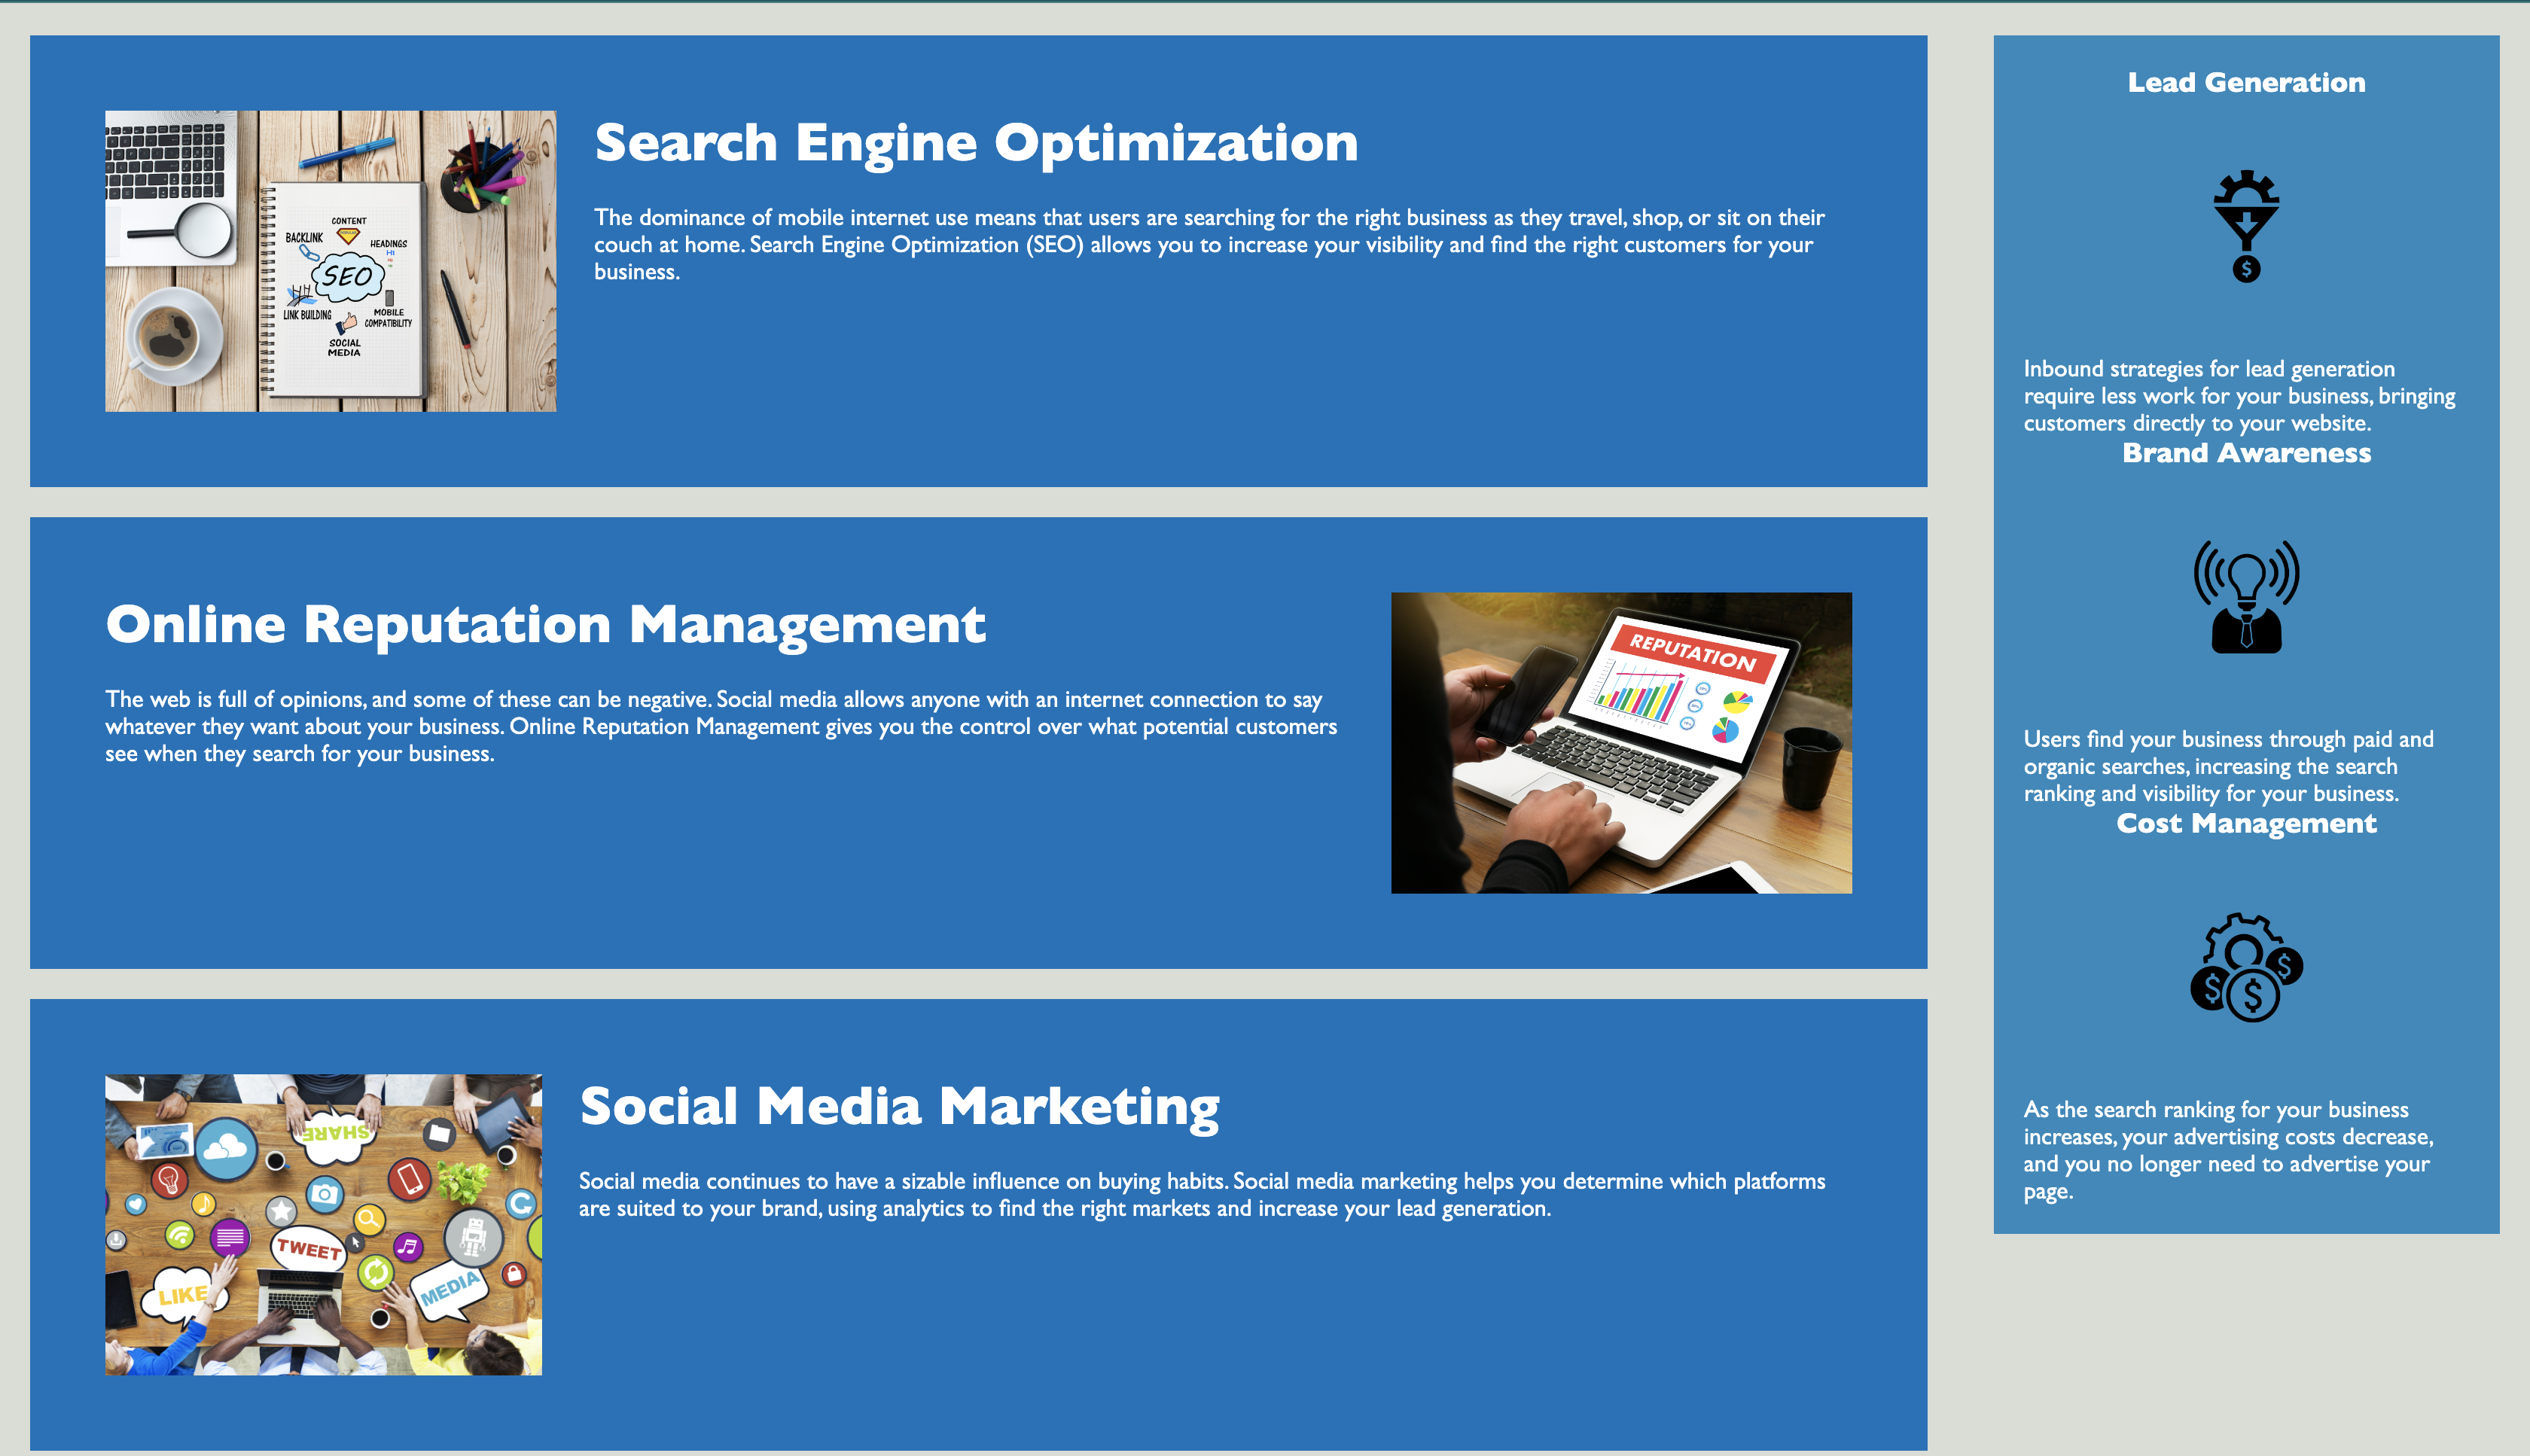 Search Engine Optimization
The dominance of mobile internet use means that users are searching for the right business as they travel, shop, or sit on their
couch at home. Search Engine Optimization (SEO) allows you to increase your visibility and find the right customers for your
business.
CONTENT
BACKLINK
HEADINGS
H1
SEO
LINK BUILDING
MOBILE
COMPATIBILITY
SOCIAL
MEDIA
Online Reputation Management
The web is full of opinions, and some of these can be negative. Social media allows anyone with an internet connection to say
whatever they want about your business. Online Reputation Management gives you the control over what potential customers
see when they search for your business.
REPUTATION
Social Media Marketing
Social media continues to have a sizable influence on buying habits. Social media marketing helps you determine which platforms
are suited to your brand, using analytics to find the right markets and increase your lead generation.
SHARE
TWEET
LIKE
MEDIA
Lead Generation
$
Inbound strategies for lead generation
require less work for your business, bringing
customers directly to your website.
Brand Awareness
Users find your business through paid and
organic searches, increasing the search
ranking and visibility for your business.
Cost Management
$ $ $
As the search ranking for your business
increases, your advertising costs decrease,
and you no longer need to advertise your
page.